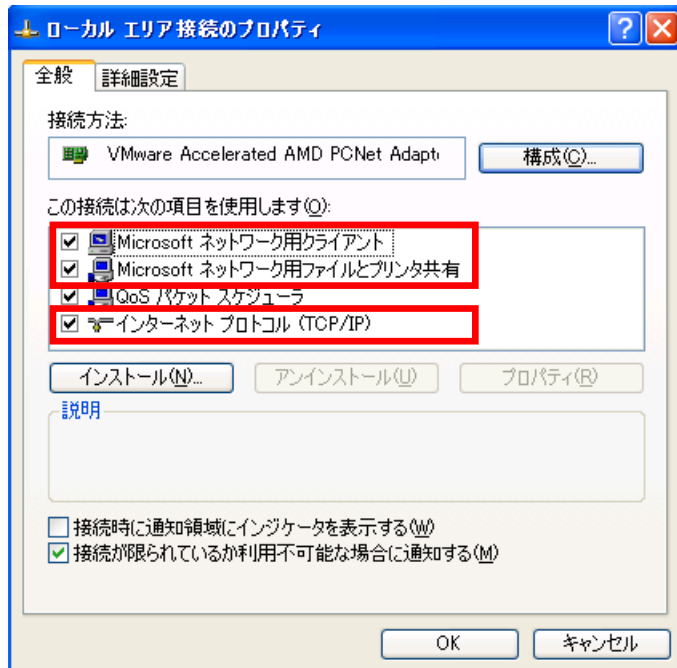 ローカル エリア接続のプロパティ
全般 詳細設定
接続方法:
VMware Accelerated AMD PCNet Adapt
構成(C)...
この接続は次の項目を使用します(O):
Microsoft ネットワーク用クライアント
Microsoft ネットワーク用ファイルとプリンタ共有
QoS パケット スケジューラ
インターネット プロトコル (TCP/IP)
インストール(N)... アンインストール(U) プロパティ(R)
説明
接続時に通知領域にインジケータを表示する(W)
接続が限られているか利用不可能な場合に通知する(M)
OK キャンセル